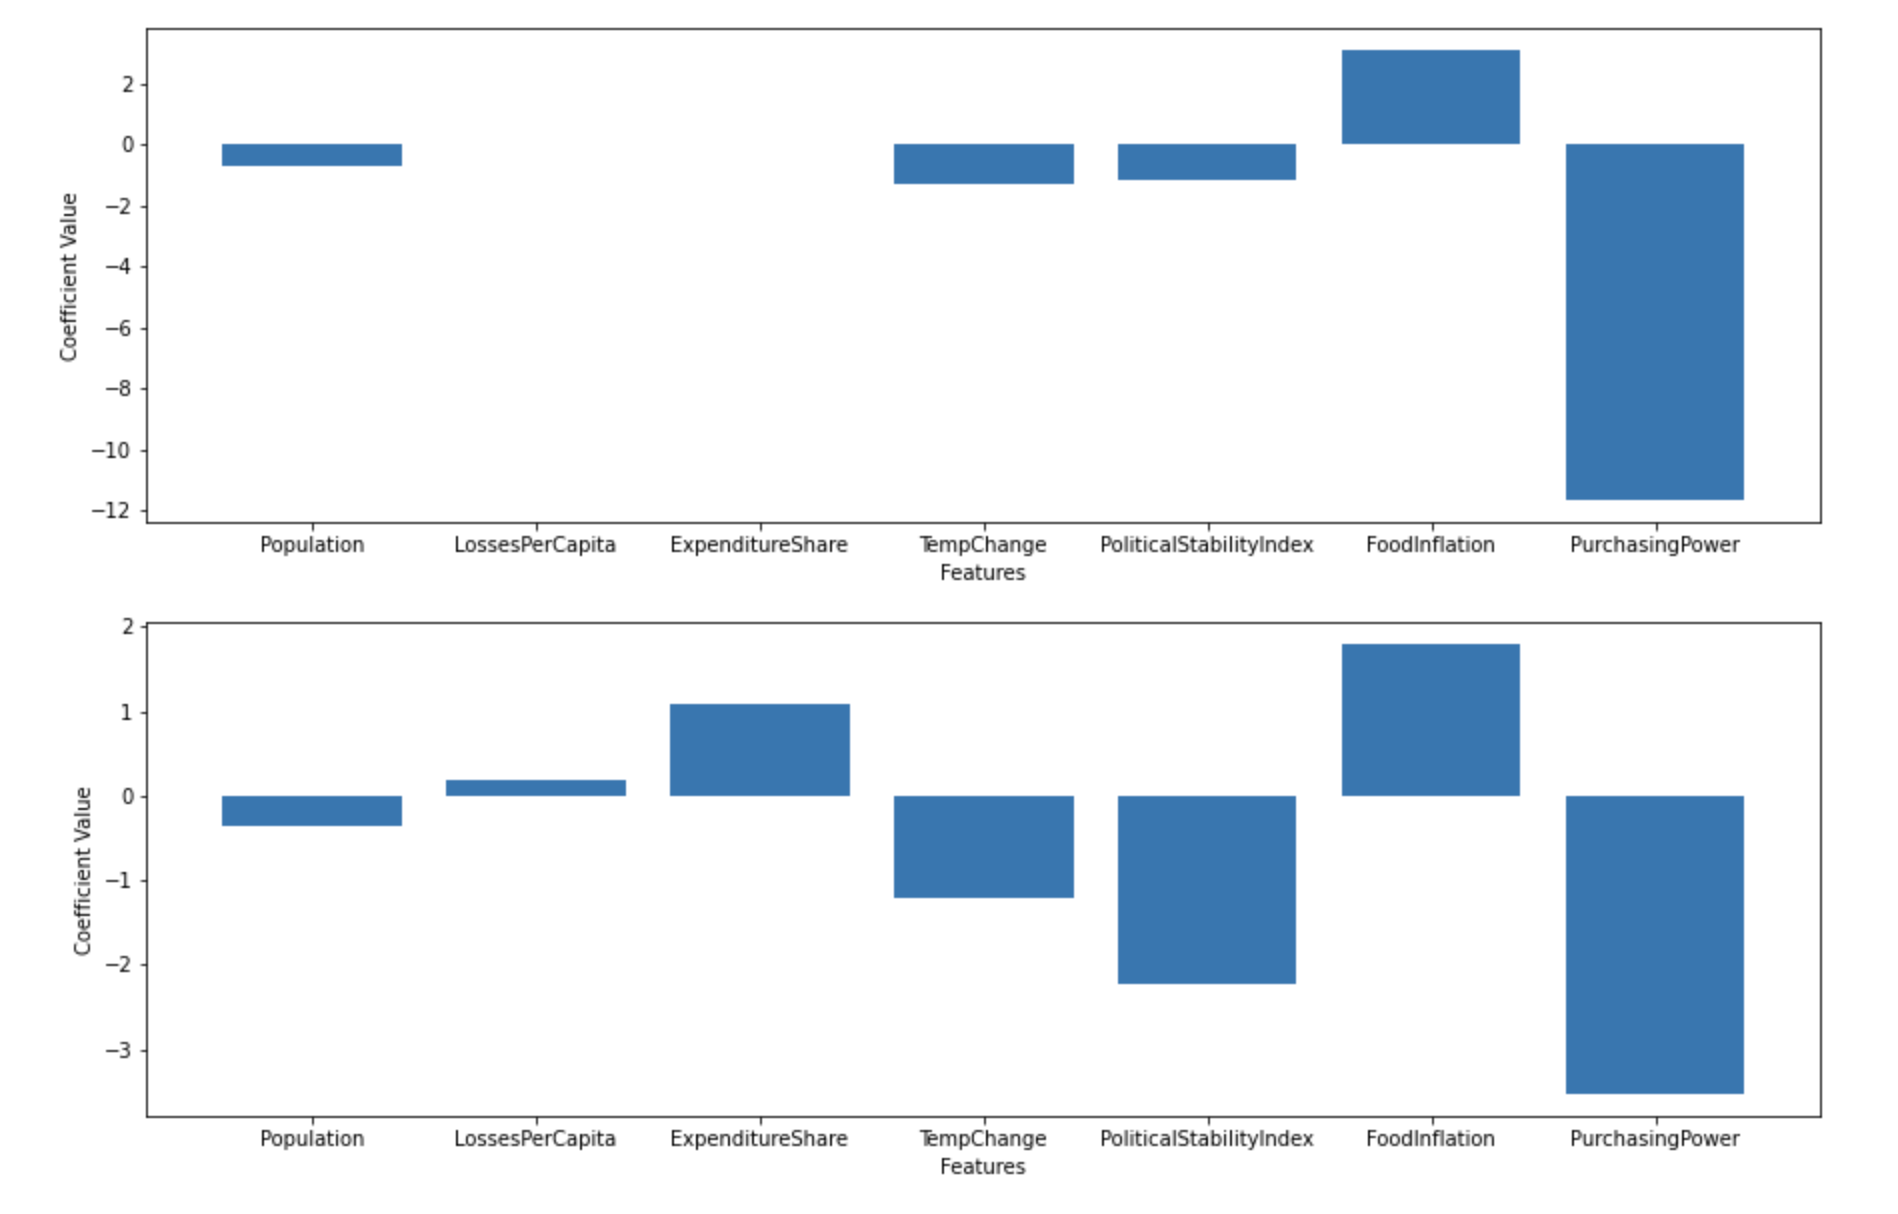 Coefficient Value
2
0
−2
−4
−6
−8
−10
−12
Population LossesPerCapita ExpenditureShare TempChange PoliticalStabilityIndex FoodInflation PurchasingPower
Features
Coefficient Value
2
1
0
−1
−2
−3
Population LossesPerCapita ExpenditureShare TempChange PoliticalStabilityIndex FoodInflation PurchasingPower
Features